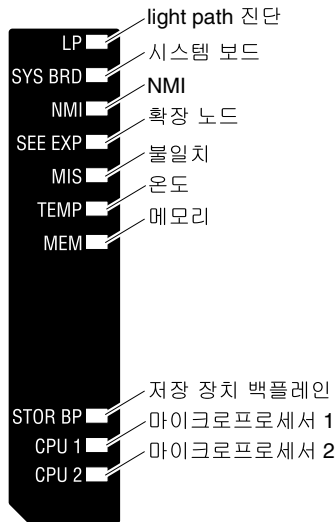 LP light path 진단
SYS BRD 시스템 보드
NMI NMI
SEE EXP 확장 노드
MIS 불일치
TEMP 온도
MEM 메모리
STOR BP 저장 장치 백플레인
CPU 1 마이크로프로세서 1
CPU 2 마이크로프로세서 2